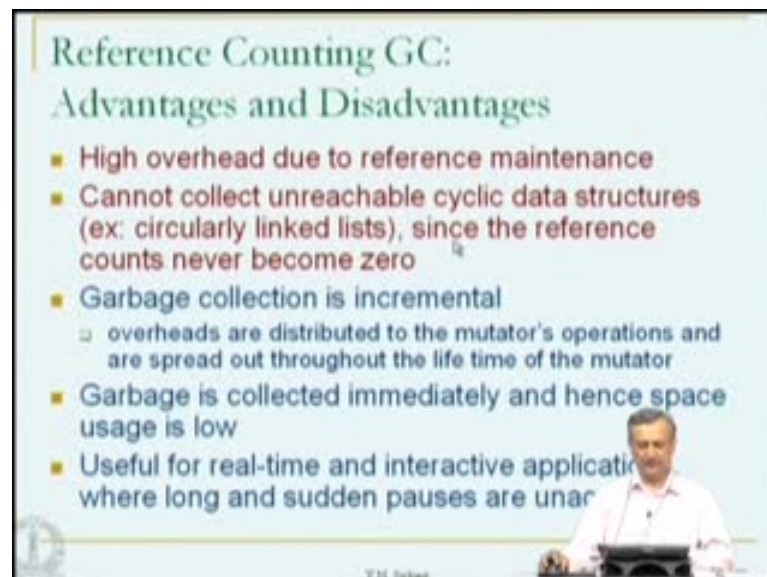 Reference Counting GC:
Advantages and Disadvantages
High overhead due to reference maintenance
Cannot collect unreachable cyclic data structures
(ex: circularly linked lists), since the reference
counts never become zero
Garbage collection is incremental
overheads are distributed to the mutator's operations and
are spread out throughout the life time of the mutator
Garbage is collected immediately and hence space
usage is low
Useful for real-time and interactive
where long and sudden pauses are